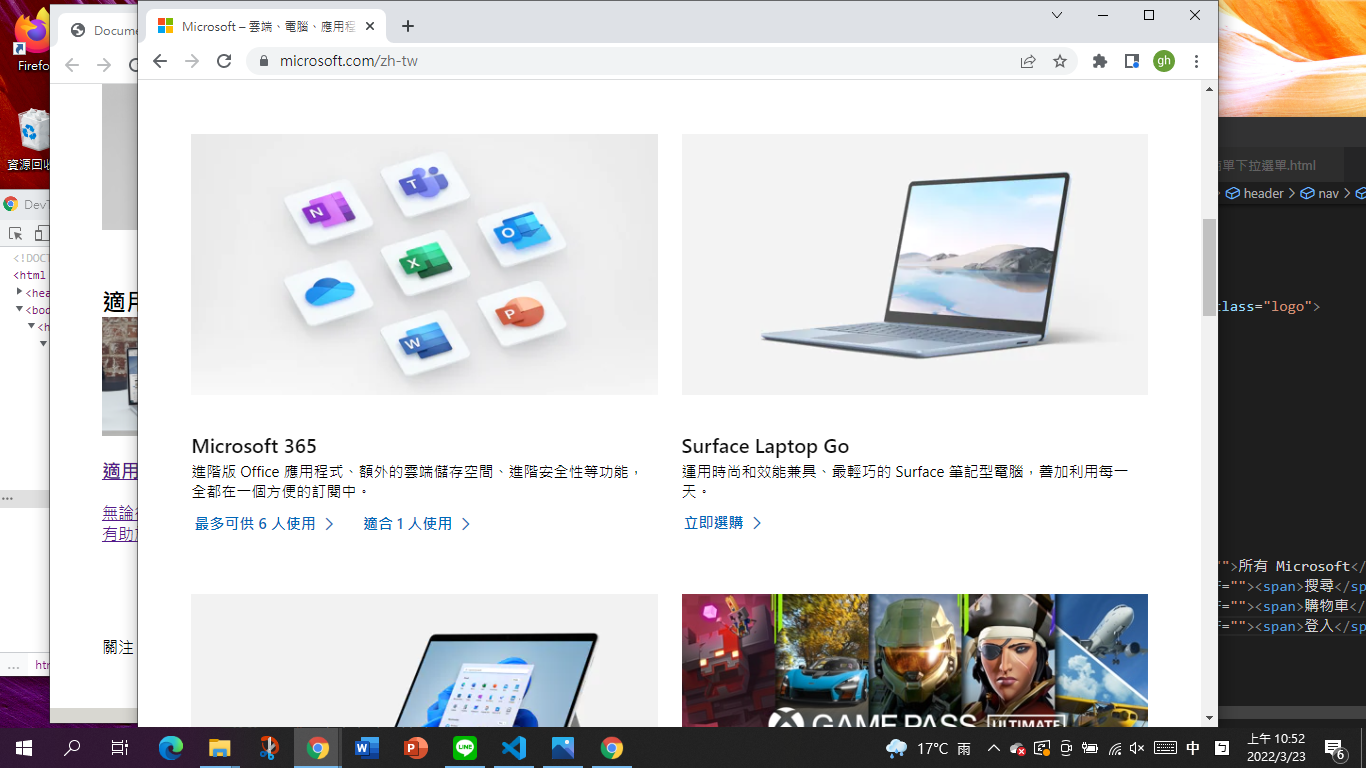 Firefo
資源回收
Docume
DevT
<!DOCT
<html
<hea
<bod
<h
...
... htm
適用
適用
無論
有助於
關注
Microsoft – 雲端、電腦、應用程
microsoft.com/zh-tw
gh
N
T
O
X
P
W
Microsoft 365
進階版 Office 應用程式、額外的雲端儲存空間、進階安全性等功能，
全都在一個方便的訂閱中。
最多可供 6 人使用
適合 1 人使用
Surface Laptop Go
運用時尚和效能兼具、最輕巧的 Surface 筆記型電腦，善加利用每一
天。
立即選購
GAME PASS ULTIMATE
單下拉選單.html
header
nav
class="logo">
"">所有 Microsoft</
f=""><span>搜尋</sp
f=""><span>購物車</sp
f=""><span>登入</sp
W
P
LINE
17°C 雨
中
上午 10:52
2022/3/23
6